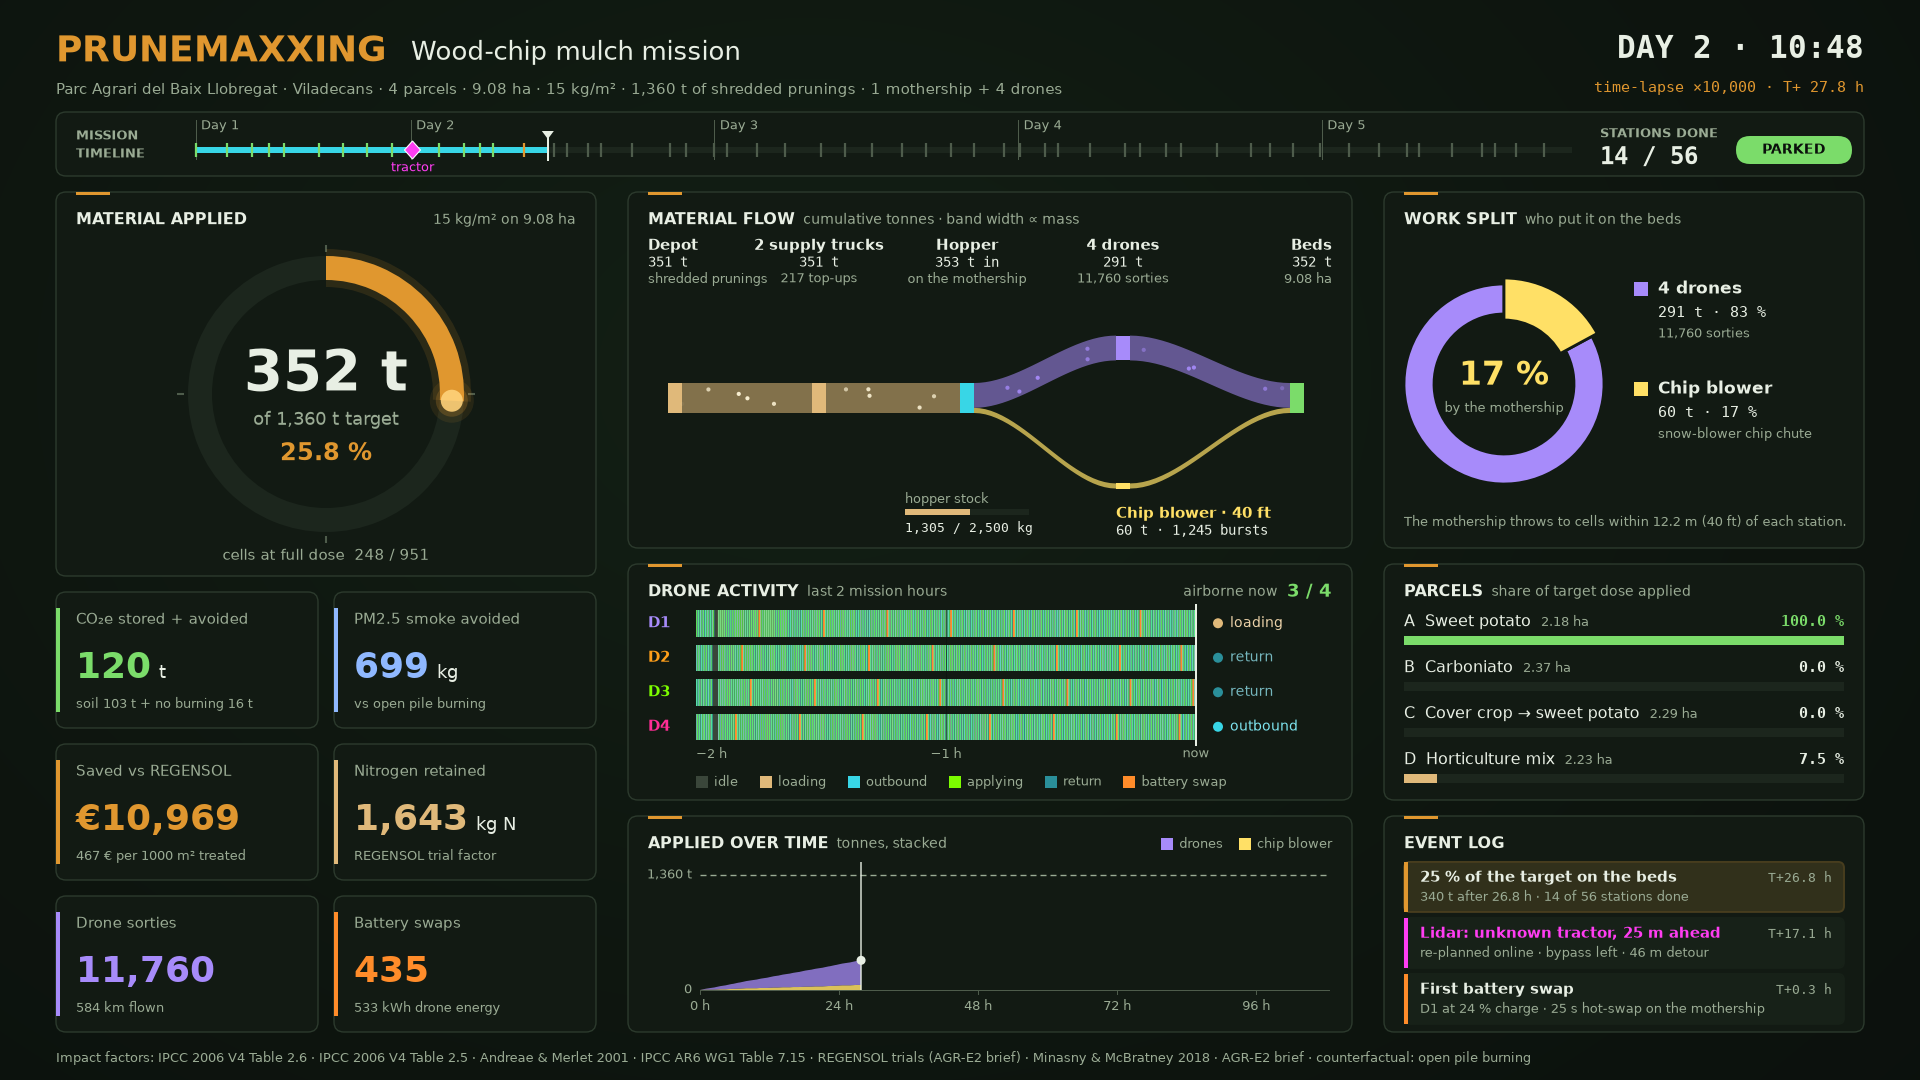 PRUNEMAXXING Wood-chip mulch mission
DAY 2 · 10:48
Parc Agrari del Baix Llobregat · Viladecans · 4 parcels · 9.08 ha · 15 kg/m² · 1,360 t of shredded prunings · 1 mothership + 4 drones
time-lapse ×10,000 · T+ 27.8 h
MISSION
TIMELINE
Day 1
Day 2
Day 3
Day 4
Day 5
tractor
STATIONS DONE
14 / 56
PARKED
MATERIAL APPLIED
15 kg/m² on 9.08 ha
352 t
of 1,360 t target
25.8 %
cells at full dose 248 / 951
CO₂e stored + avoided
120 t
soil 103 t + no burning 16 t
PM2.5 smoke avoided
699 kg
vs open pile burning
Saved vs REGENSOL
€10,969
467 € per 1000 m² treated
Nitrogen retained
1,643 kg N
REGENSOL trial factor
Drone sorties
11,760
584 km flown
Battery swaps
435
533 kWh drone energy
MATERIAL FLOW cumulative tonnes · band width ∝ mass
Depot
351 t
shredded prunings
2 supply trucks
351 t
217 top-ups
Hopper
353 t in
on the mothership
4 drones
291 t
11,760 sorties
Beds
352 t
9.08 ha
hopper stock
1,305 / 2,500 kg
Chip blower · 40 ft
60 t · 1,245 bursts
DRONE ACTIVITY last 2 mission hours
airborne now 3 / 4
D1
loading
D2
return
D3
return
D4
outbound
−2 h
−1 h
now
idle
loading
outbound
applying
return
battery swap
APPLIED OVER TIME tonnes, stacked
drones
chip blower
1,360 t
0
0 h
24 h
48 h
72 h
96 h
WORK SPLIT who put it on the beds
17 %
by the mothership
4 drones
291 t · 83 %
11,760 sorties
Chip blower
60 t · 17 %
snow-blower chip chute
The mothership throws to cells within 12.2 m (40 ft) of each station.
PARCELS share of target dose applied
A Sweet potato 2.18 ha 100.0 %
B Carboniato 2.37 ha 0.0 %
C Cover crop → sweet potato 2.29 ha 0.0 %
D Horticulture mix 2.23 ha 7.5 %
EVENT LOG
25 % of the target on the beds T+26.8 h
340 t after 26.8 h · 14 of 56 stations done
Lidar: unknown tractor, 25 m ahead T+17.1 h
re-planned online · bypass left · 46 m detour
First battery swap T+0.3 h
D1 at 24 % charge · 25 s hot-swap on the mothership
Impact factors: IPCC 2006 V4 Table 2.6 · IPCC 2006 V4 Table 2.5 · Andreae & Merlet 2001 · IPCC AR6 WG1 Table 7.15 · REGENSOL trials (AGR-E2 brief) · Minasny & McBratney 2018 · AGR-E2 brief · counterfactual: open pile burning